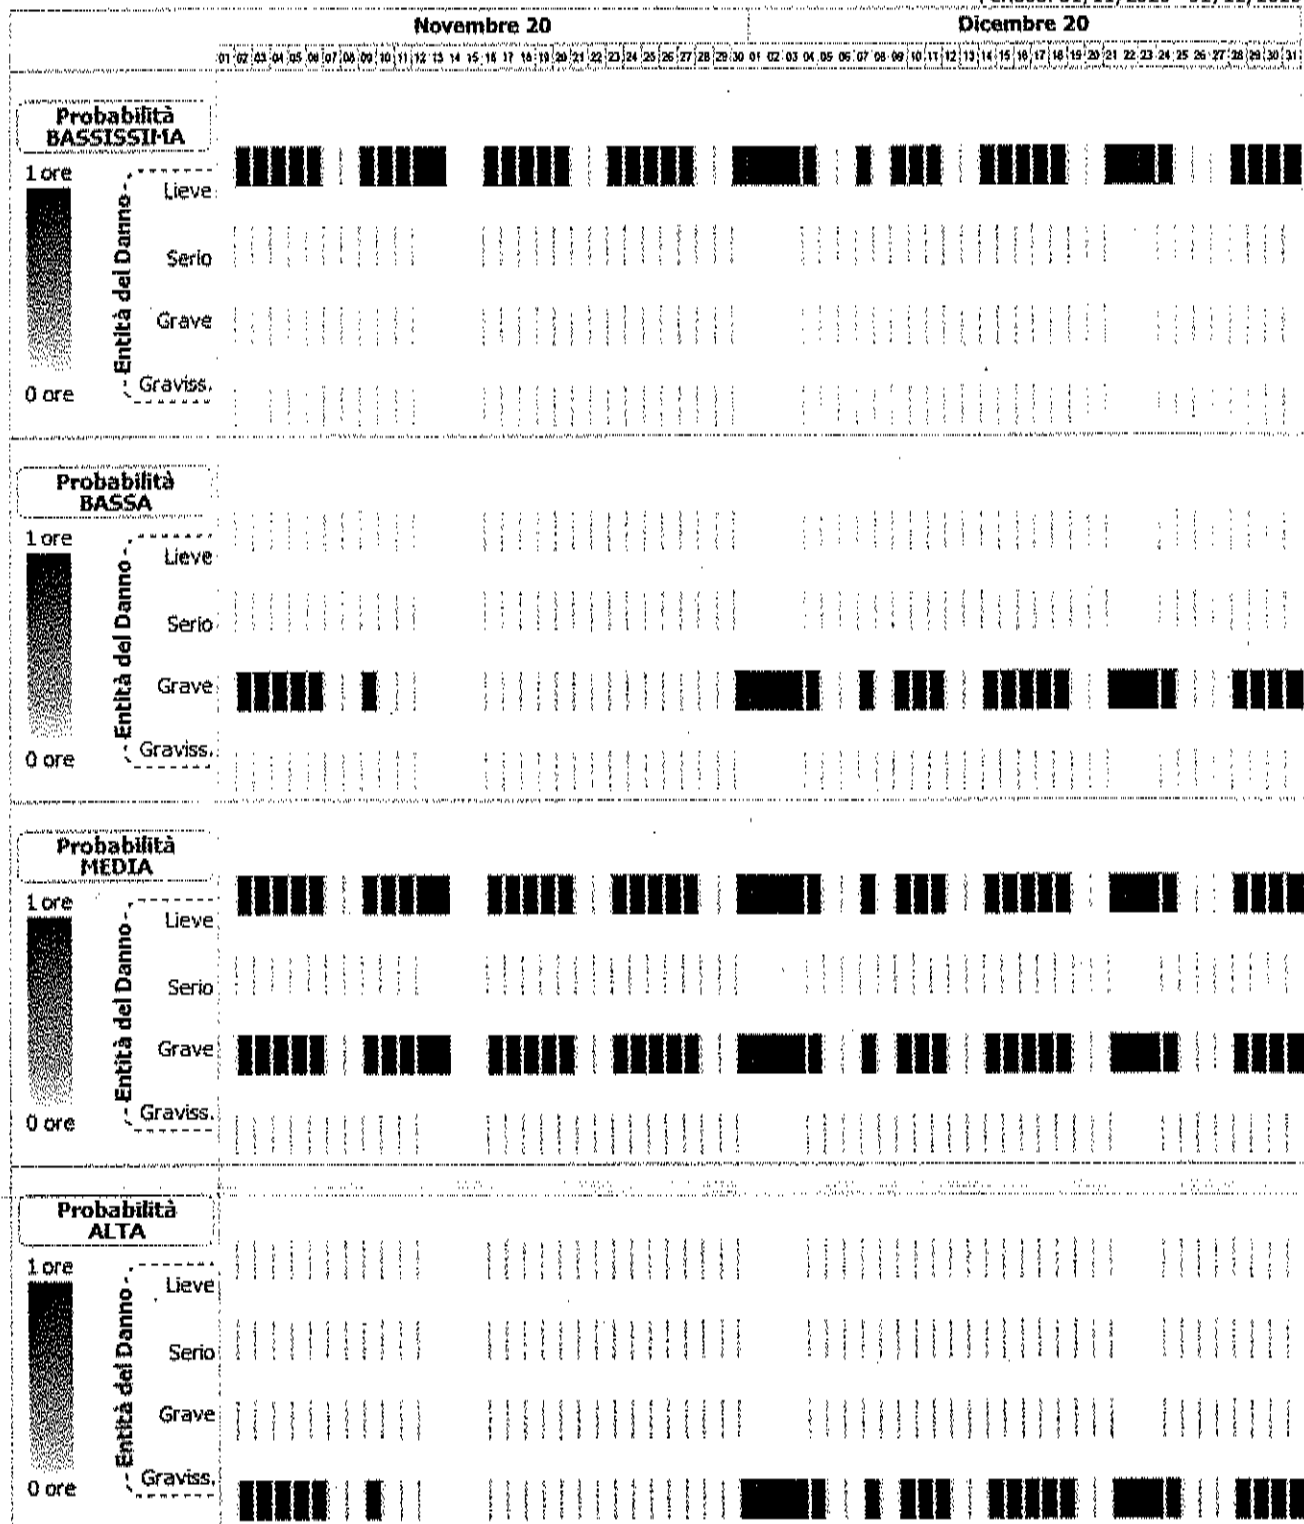 Novembre 20 Dicembre 20
01 02 03 04 05 06 07 08 09 10 11 12 13 14 15 16 17 18 19 20 21 22 23 24 25 26 27 28 29 30 01 02 03 04 05 06 07 08 09 10 11 12 13 14 15 16 17 18 19 20 21 22 23 24 25 26 27 28 29 30 31
Probabilità
BASSISSIMA
1 ore
Entità del Danno
Lieve
Serio
Grave
Graviss.
0 ore
Probabilità
BASSA
1 ore
Entità del Danno
Lieve
Serio
Grave
Graviss.
0 ore
Probabilità
MEDIA
1 ore
Entità del Danno
Lieve
Serio
Grave
Graviss.
0 ore
Probabilità
ALTA
1 ore
Entità del Danno
Lieve
Serio
Grave
Graviss.
0 ore